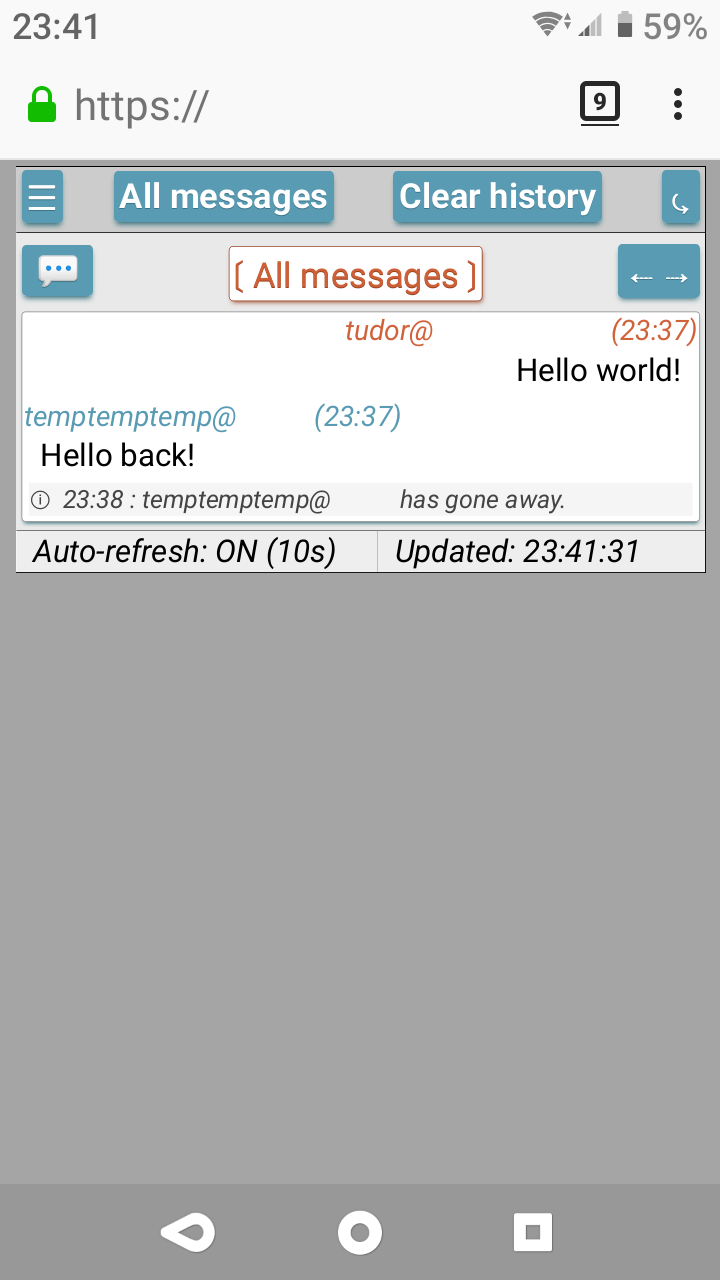 23:41 59%
https:// 9
All messages Clear history
[ All messages ]
tudor@ (23:37)
Hello world!
temptemptemp@ (23:37)
Hello back!
23:38 : temptemptemp@ has gone away.
Auto-refresh: ON (10s) Updated: 23:41:31